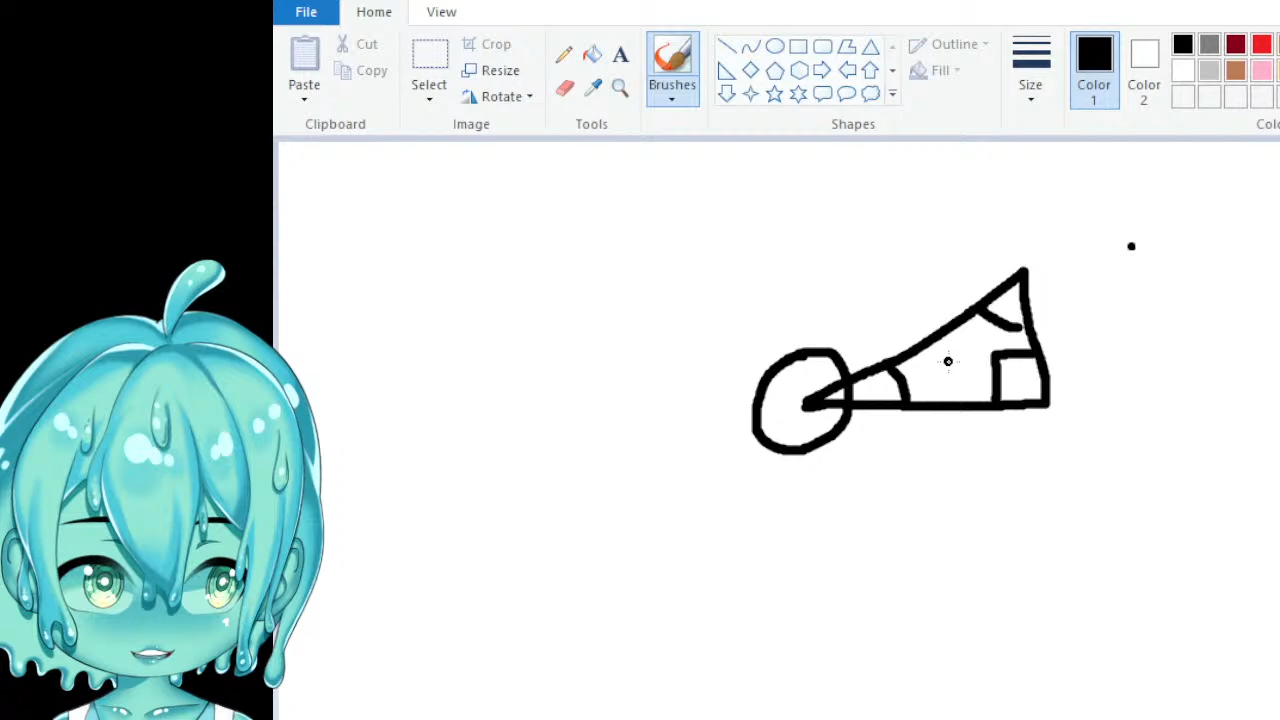 File Home View
Cut Crop Outline
Copy Resize Fill
Paste Select Rotate Brushes Size Color 1 Color 2
Clipboard Image Tools Shapes Colo